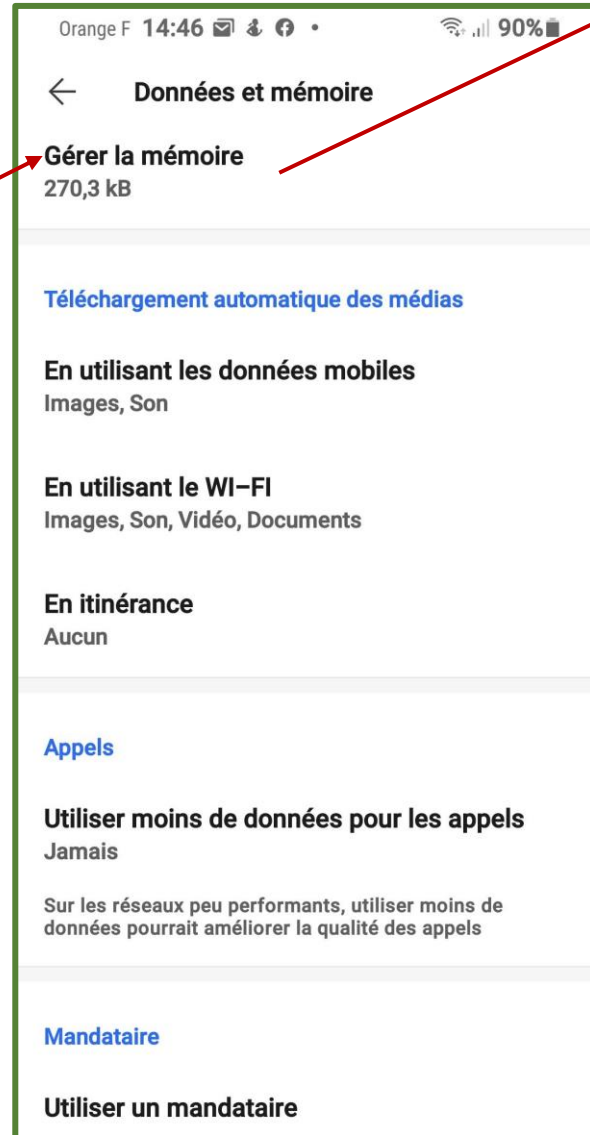 Orange F 14:46 90%
Données et mémoire
Gérer la mémoire
270,3 kB
Téléchargement automatique des médias
En utilisant les données mobiles
Images, Son
En utilisant le WI–FI
Images, Son, Vidéo, Documents
En itinérance
Aucun
Appels
Utiliser moins de données pour les appels
Jamais
Sur les réseaux peu performants, utiliser moins de
données pourrait améliorer la qualité des appels
Mandataire
Utiliser un mandataire